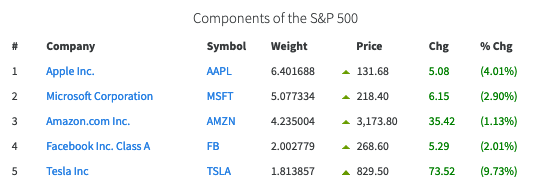 Components of the S&P 500
# Company Symbol Weight Price Chg % Chg
1 Apple Inc. AAPL 6.401688 131.68 5.08 (4.01%)
2 Microsoft Corporation MSFT 5.077334 218.40 6.15 (2.90%)
3 Amazon.com Inc. AMZN 4.235004 3,173.80 35.42 (1.13%)
4 Facebook Inc. Class A FB 2.002779 268.60 5.29 (2.01%)
5 Tesla Inc TSLA 1.813857 829.50 73.52 (9.73%)